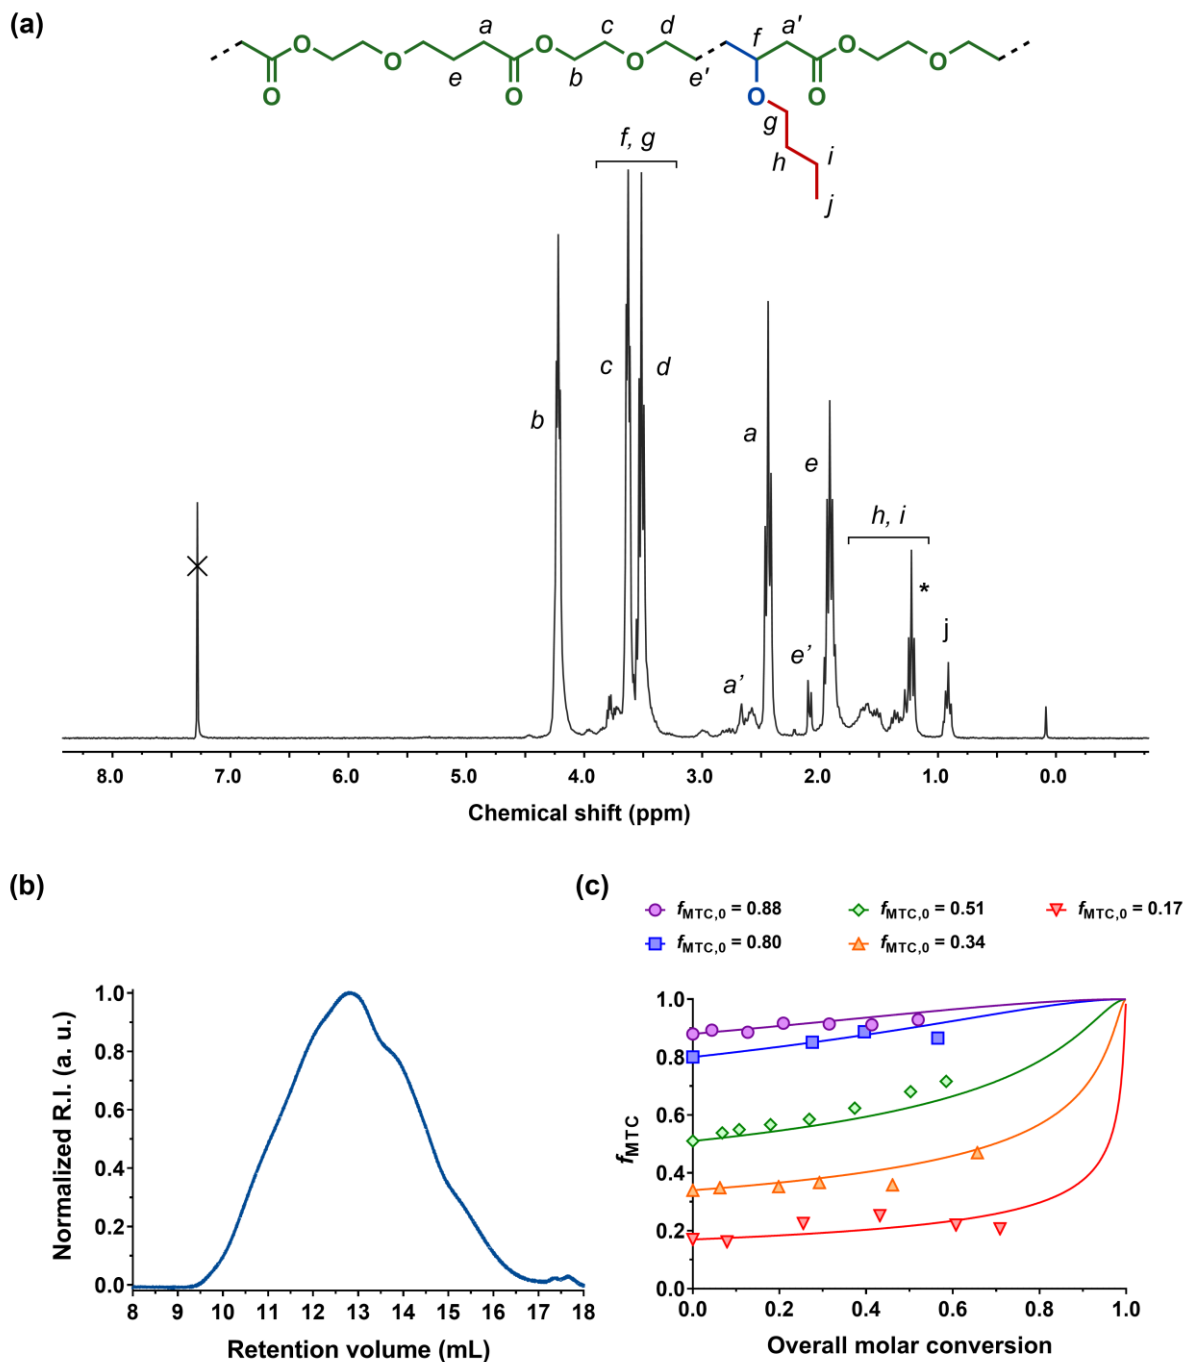 (a)
a c d f a'
O O O O O O
e b e'
O O O O
g
h i
j
f, g
c d
b a e
h, i
*
a' e' j
8.0 7.0 6.0 5.0 4.0 3.0 2.0 1.0 0.0
Chemical shift (ppm)
(b)
Normalized R.I. (a. u.)
1.0
0.8
0.6
0.4
0.2
0.0
8 9 10 11 12 13 14 15 16 17 18
Retention volume (mL)
(c)
fMTC,0 = 0.88 fMTC,0 = 0.51 fMTC,0 = 0.17
fMTC,0 = 0.80 fMTC,0 = 0.34
fMTC
1.0
0.8
0.6
0.4
0.2
0.0
0.0 0.2 0.4 0.6 0.8 1.0
Overall molar conversion